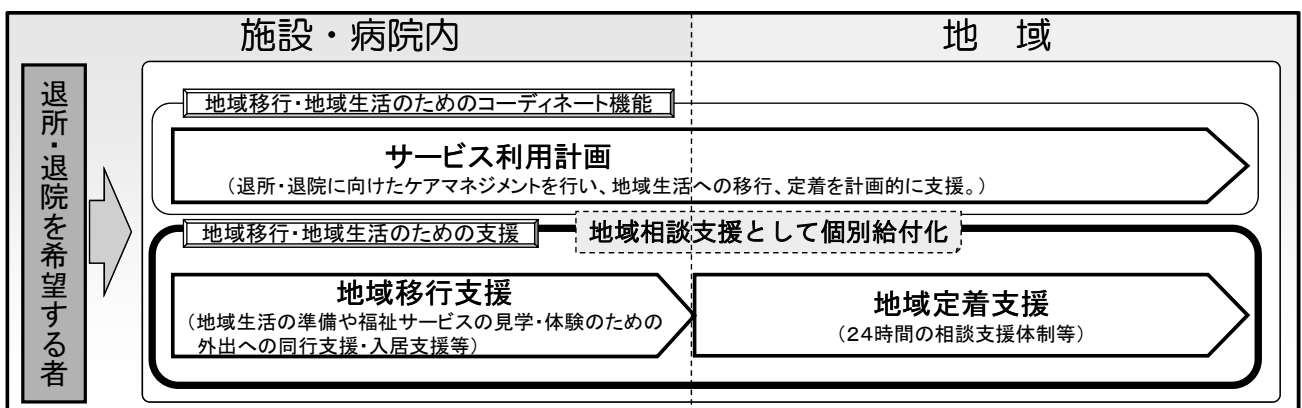 施設・病院内
地　域
退所・退院を希望する者
地域移行・地域生活のためのコーディネート機能
サービス利用計画
（退所・退院に向けたケアマネジメントを行い、地域生活への移行、定着を計画的に支援。）
地域移行・地域生活のための支援
地域相談支援として個別給付化
地域移行支援
（地域生活の準備や福祉サービスの見学・体験のための
外出への同行支援・入居支援等）
地域定着支援
（24時間の相談支援体制等）